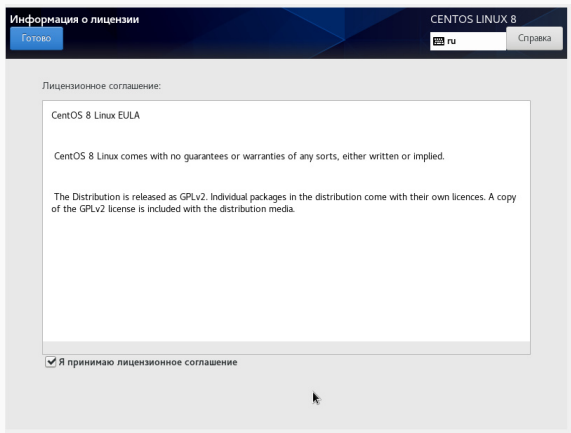 Информация о лицензии
CENTOS LINUX 8
Готово
ru
Справка
Лицензионное соглашение:
CentOS 8 Linux EULA
CentOS 8 Linux comes with no guarantees or warranties of any sorts, either written or implied.
The Distribution is released as GPLv2. Individual packages in the distribution come with their own licences. A copy
of the GPLv2 license is included with the distribution media.
Я принимаю лицензионное соглашение